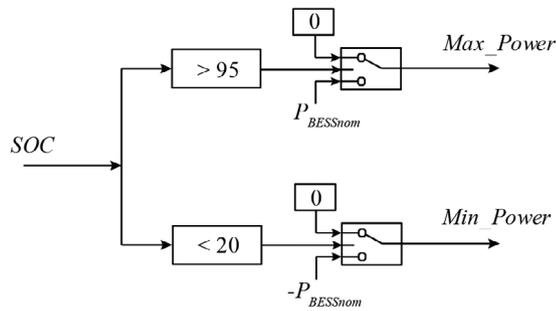 0
Max_Power
> 95
P_BESSnom
SOC
0
Min_Power
< 20
-P_BESSnom